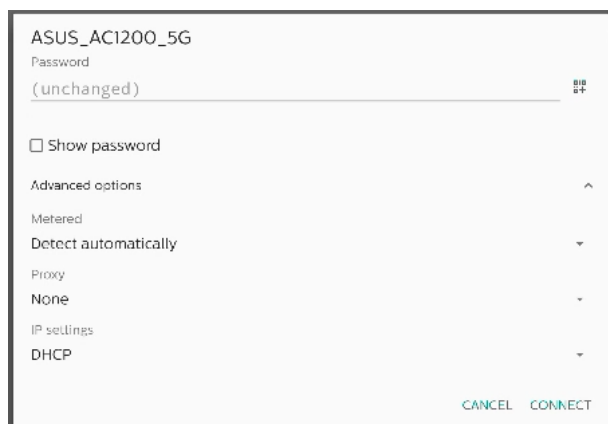 ASUS_AC1200_5G
Password
(unchanged)
Show password
Advanced options
Metered
Detect automatically
Proxy
None
IP settings
DHCP
CANCEL CONNECT